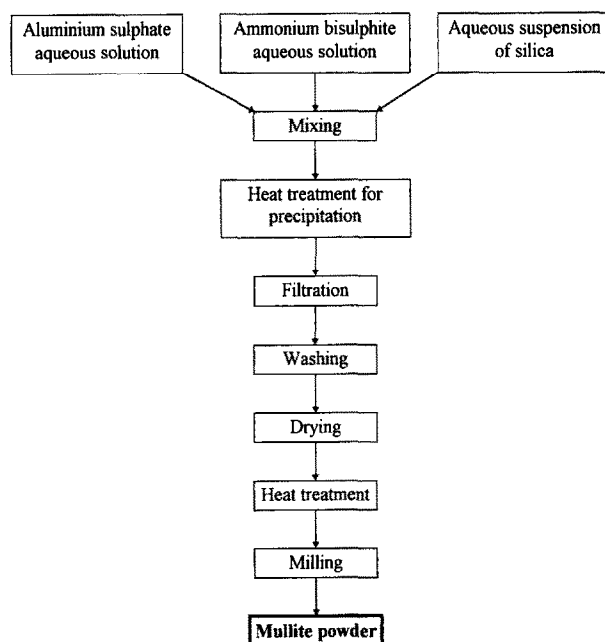 Aluminium sulphate
aqueous solution
Ammonium bisulphite
aqueous solution
Aqueous suspension
of silica
Mixing
Heat treatment for
precipitation
Filtration
Washing
Drying
Heat treatment
Milling
Mullite powder